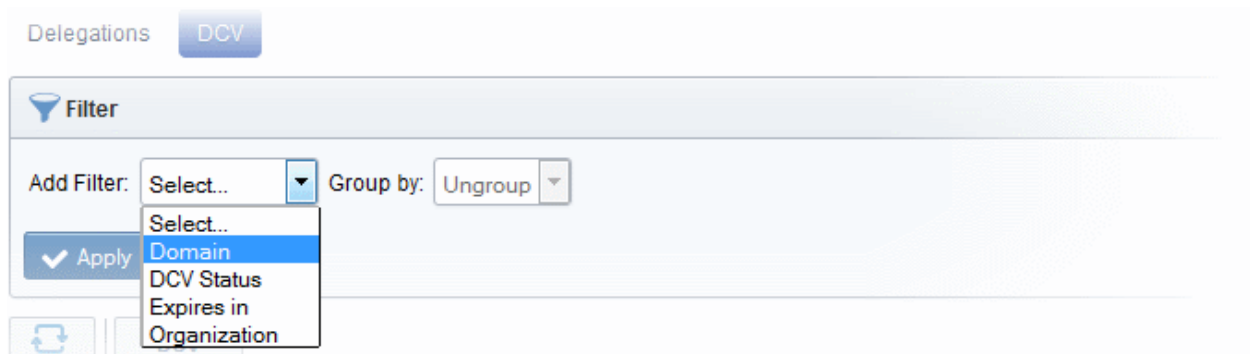 Delegations DCV
Filter
Add Filter: Select... Group by: Ungroup
Select...
Domain
Apply
DCV Status
Expires in
Organization